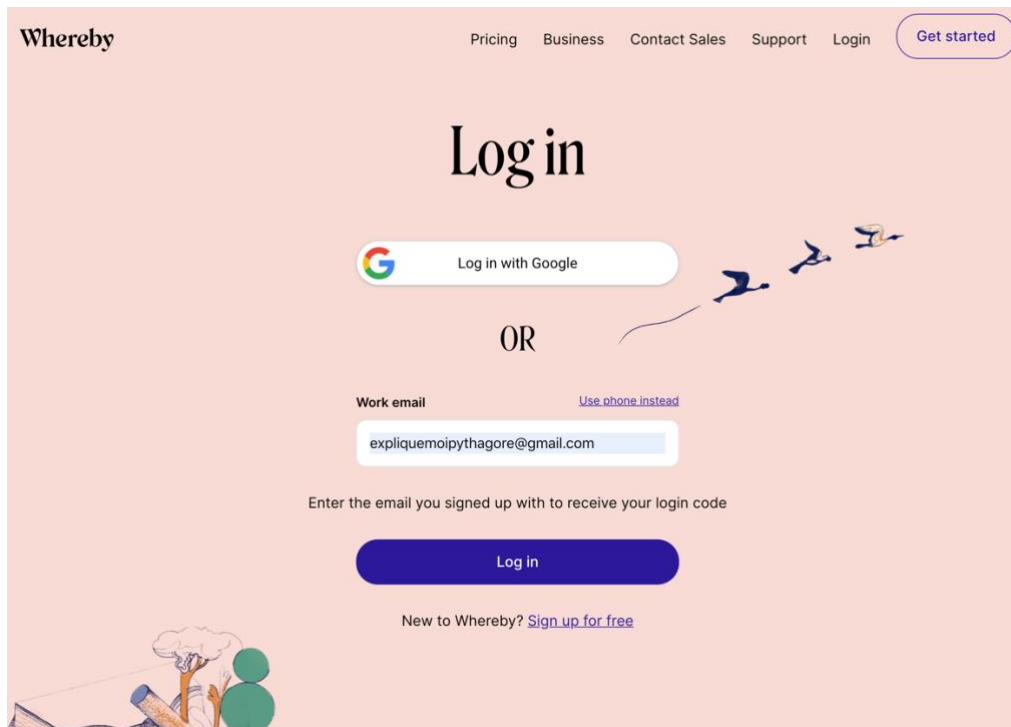 Whereby
Pricing Business Contact Sales Support Login Get started
Log in
Log in with Google
OR
Work email Use phone instead
expliquemoipythagore@gmail.com
Enter the email you signed up with to receive your login code
Log in
New to Whereby? Sign up for free